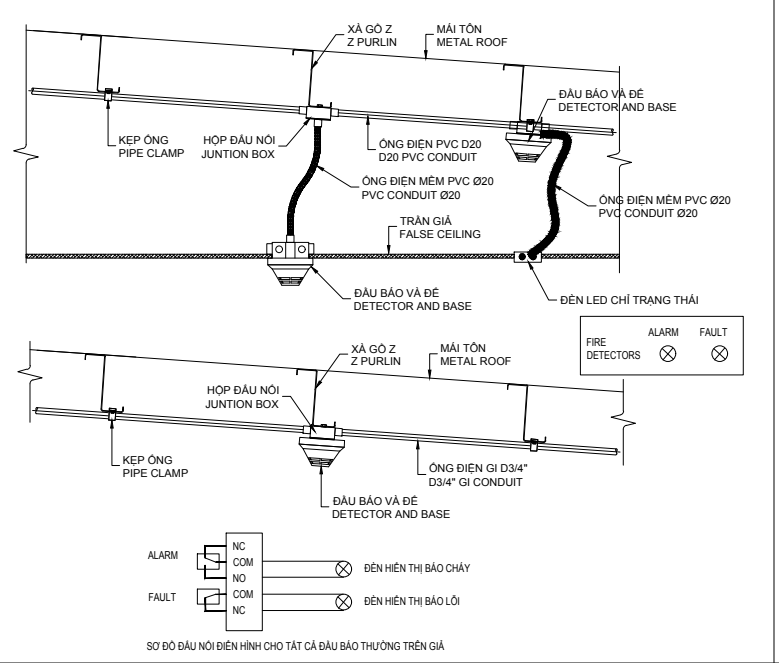 XÀ GỒ Z
Z PURLIN
MÁI TÔN
METAL ROOF
ĐẦU BÁO VÀ ĐẾ
DETECTOR AND BASE
KẸP ỐNG
PIPE CLAMP
HỘP ĐẤU NỐI
JUNTION BOX
ỐNG ĐIỆN PVC D20
D20 PVC CONDUIT
ỐNG ĐIỆN MỀM PVC Ø20
PVC CONDUIT Ø20
ỐNG ĐIỆN MỀM PVC Ø20
PVC CONDUIT Ø20
TRẦN GIẢ
FALSE CEILING
ĐẦU BÁO VÀ ĐẾ
DETECTOR AND BASE
ĐÈN LED CHỈ TRẠNG THÁI
FIRE
DETECTORS
ALARM
FAULT
XÀ GỒ Z
Z PURLIN
MÁI TÔN
METAL ROOF
HỘP ĐẤU NỐI
JUNTION BOX
KẸP ỐNG
PIPE CLAMP
ỐNG ĐIỆN GI D3/4"
D3/4" GI CONDUIT
ĐẦU BÁO VÀ ĐẾ
DETECTOR AND BASE
ALARM
NC
COM
NO
ĐÈN HIỂN THỊ BÁO CHÁY
FAULT
COM
NC
ĐÈN HIỂN THỊ BÁO LỖI
SƠ ĐỒ ĐẤU NỐI ĐIỂN HÌNH CHO TẤT CẢ ĐẦU BÁO THƯỜNG TRÊN GIẢ